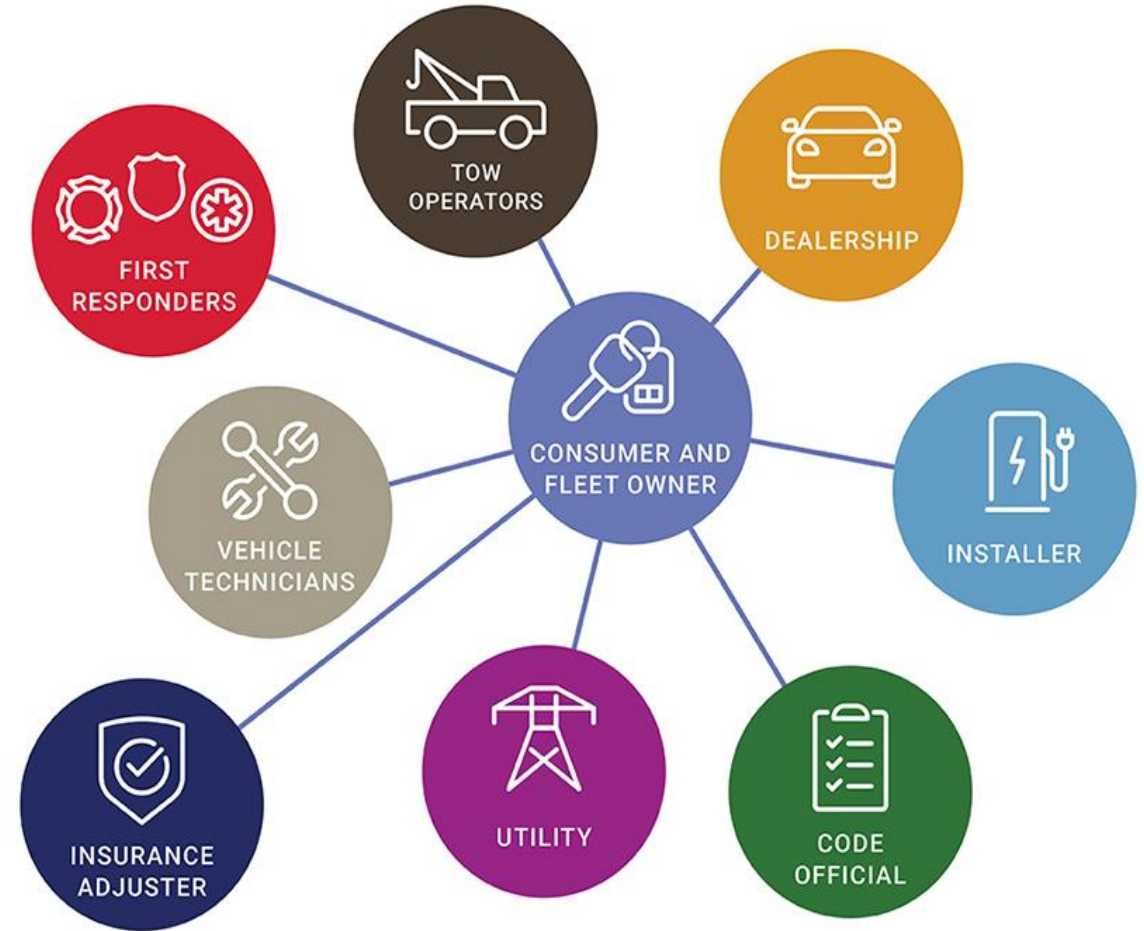 TOW
OPERATORS
DEALERSHIP
FIRST
RESPONDERS
CONSUMER AND
FLEET OWNER
VEHICLE
TECHNICIANS
INSTALLER
INSURANCE
ADJUSTER
UTILITY
CODE
OFFICIAL